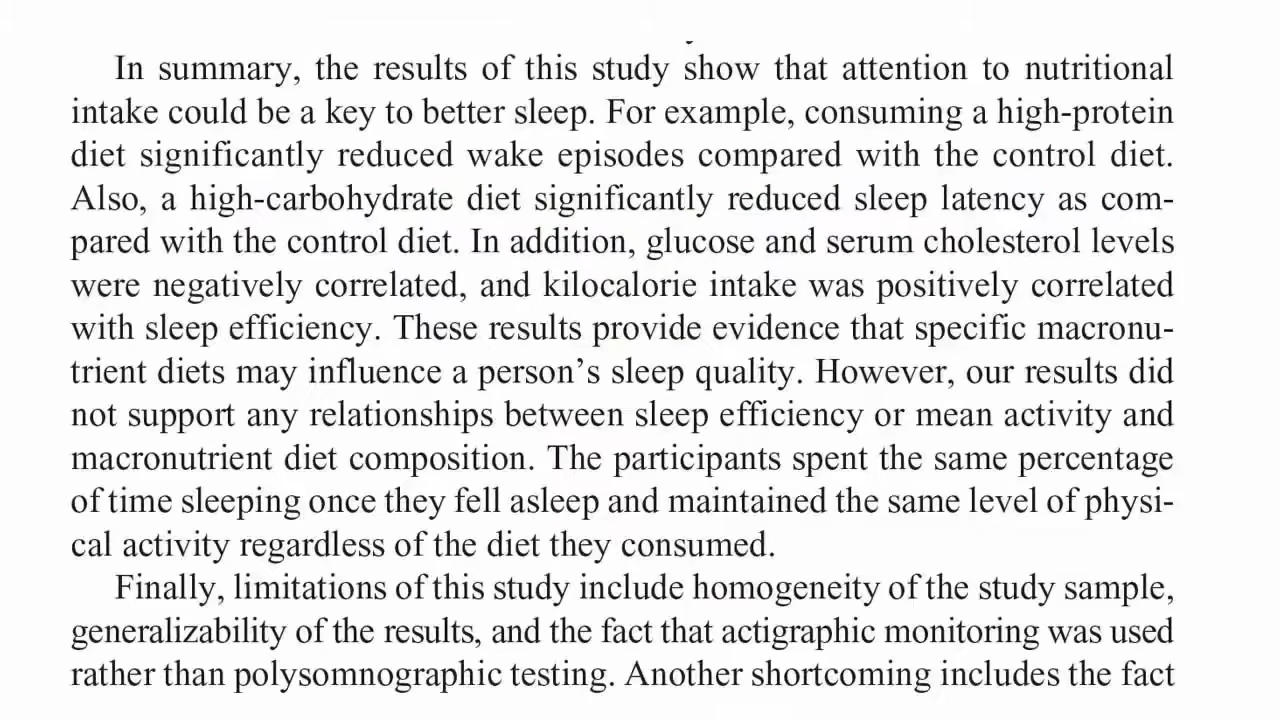 In summary, the results of this study show that attention to nutritional
intake could be a key to better sleep. For example, consuming a high-protein
diet significantly reduced wake episodes compared with the control diet.
Also, a high-carbohydrate diet significantly reduced sleep latency as com-
pared with the control diet. In addition, glucose and serum cholesterol levels
were negatively correlated, and kilocalorie intake was positively correlated
with sleep efficiency. These results provide evidence that specific macronu-
trient diets may influence a person’s sleep quality. However, our results did
not support any relationships between sleep efficiency or mean activity and
macronutrient diet composition. The participants spent the same percentage
of time sleeping once they fell asleep and maintained the same level of physi-
cal activity regardless of the diet they consumed.
Finally, limitations of this study include homogeneity of the study sample,
generalizability of the results, and the fact that actigraphic monitoring was used
rather than polysomnographic testing. Another shortcoming includes the fact